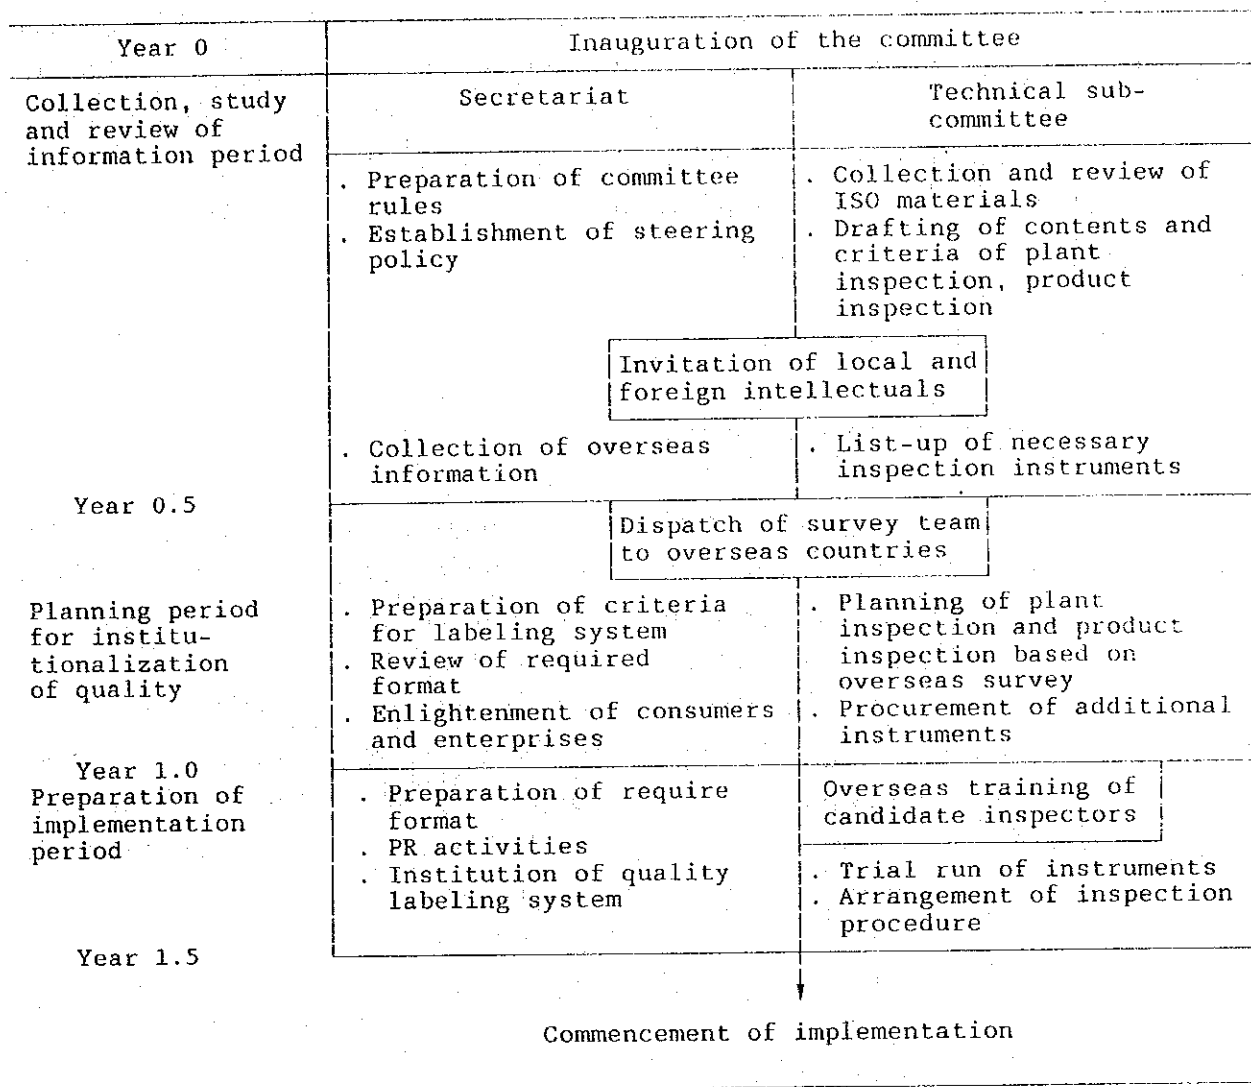 Year 0
Inauguration of the committee
Collection, study
and review of
information period
Secretariat
Technical sub-
committee
. Preparation of committee
rules
. Establishment of steering
policy
. Collection and review of
ISO materials
. Drafting of contents and
criteria of plant
inspection, product
inspection
Invitation of local and
foreign intellectuals
. Collection of overseas
information
. List-up of necessary
inspection instruments
Year 0.5
Dispatch of survey team
to overseas countries
Planning period
for institu-
tionalization
of quality
. Preparation of criteria
for labeling system
. Review of required
format
. Enlightenment of consumers
and enterprises
. Planning of plant
inspection and product
inspection based on
overseas survey
. Procurement of additional
instruments
Year 1.0
Preparation of
implementation
period
. Preparation of require
format
. PR activities
. Institution of quality
labeling system
Overseas training of
candidate inspectors
. Trial run of instruments
. Arrangement of inspection
procedure
Year 1.5
Commencement of implementation